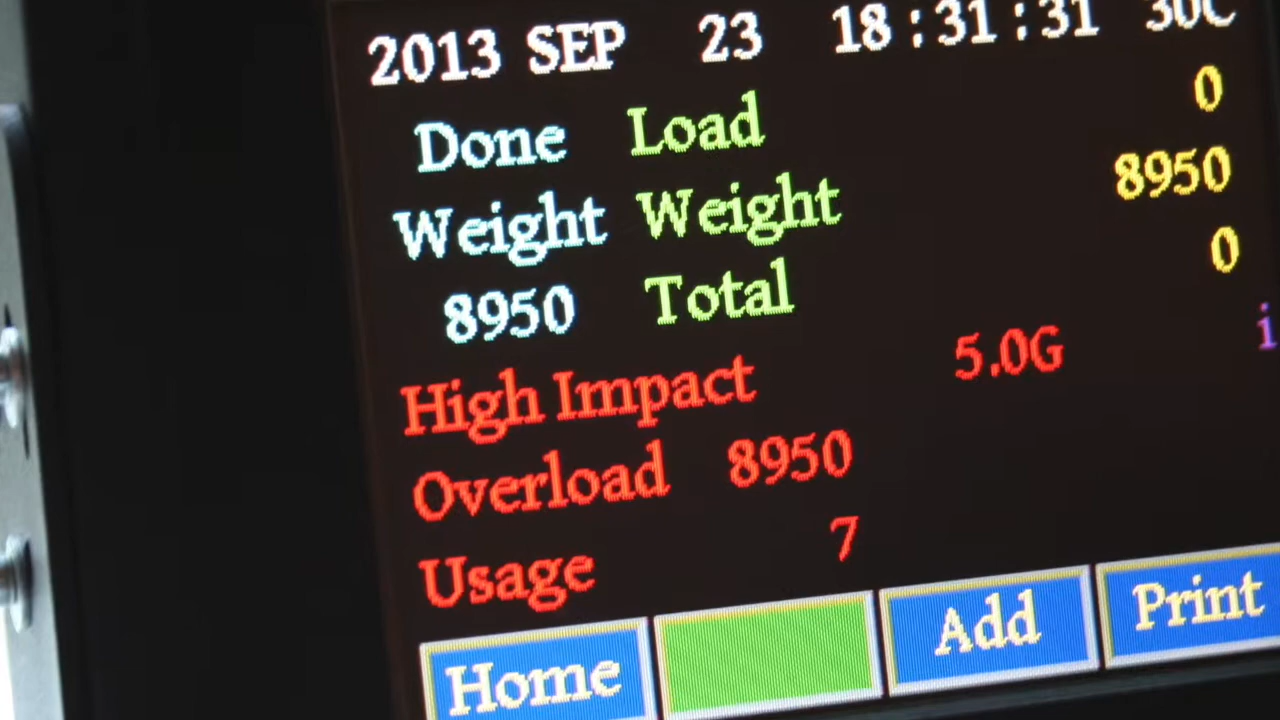 2013 SEP 23 18:31:31 30C
Done Load 0
Weight Weight 8950
8950 Total 0
High Impact 5.0G i
Overload 8950
Usage 7
Home Add Print